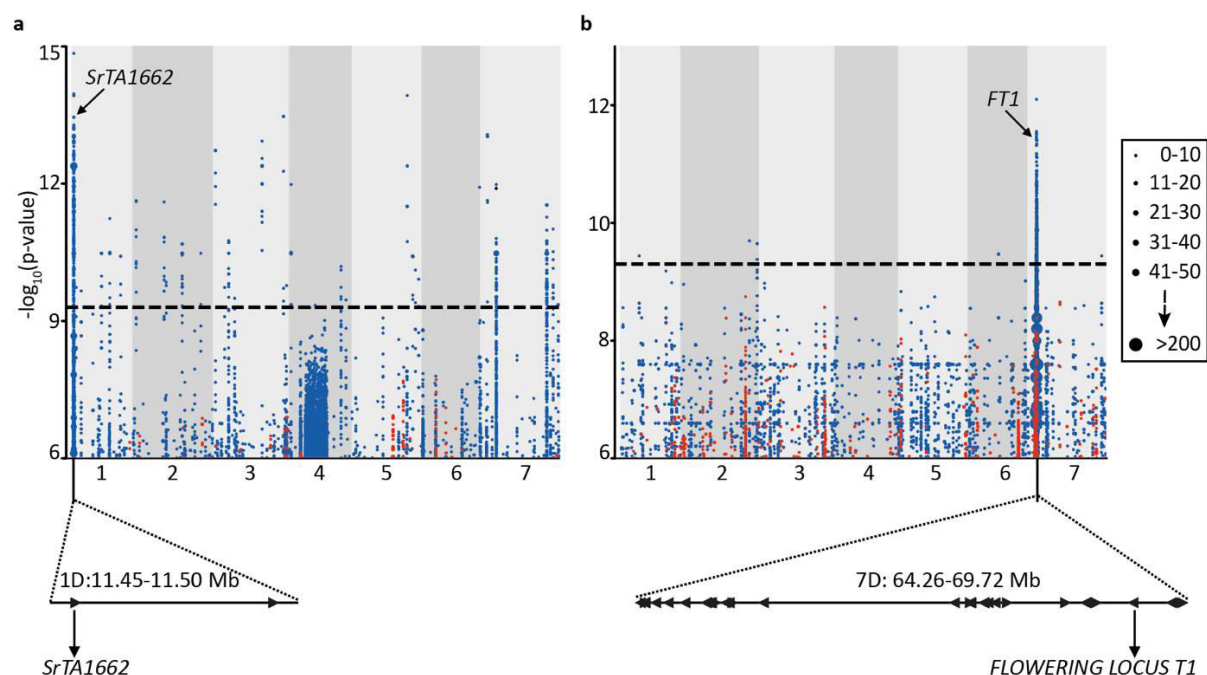 a
15
12
9
6
-log10(p-value)
SrTA1662
1 2 3 4 5 6 7
1D:11.45-11.50 Mb
SrTA1662
b
12
10
8
6
FT1
1 2 3 4 5 6 7
7D: 64.26-69.72 Mb
FLOWERING LOCUS T1
0-10
11-20
21-30
31-40
41-50
>200